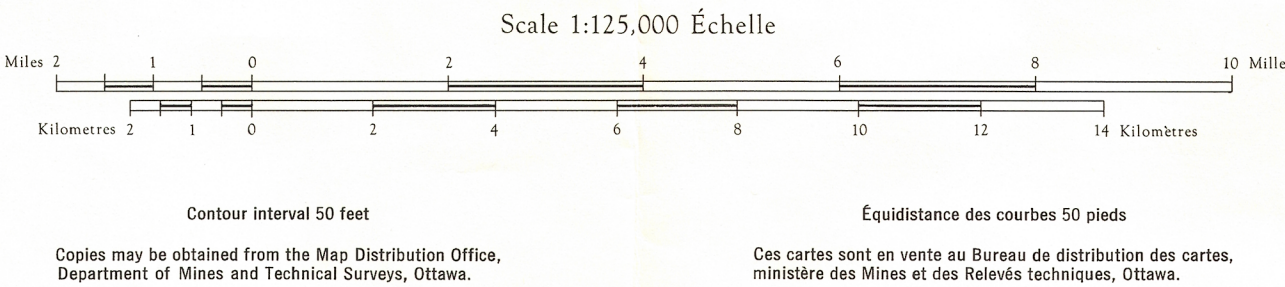 Scale 1:125,000 Échelle
Miles 2 1 0 2 4 6 8 10 Mille
Kilometres 2 1 0 2 4 6 8 10 12 14 Kilomètres
Contour interval 50 feet
Équidistance des courbes 50 pieds
Copies may be obtained from the Map Distribution Office,
Department of Mines and Technical Surveys, Ottawa.
Ces cartes sont en vente au Bureau de distribution des cartes,
ministère des Mines et des Relevés techniques, Ottawa.